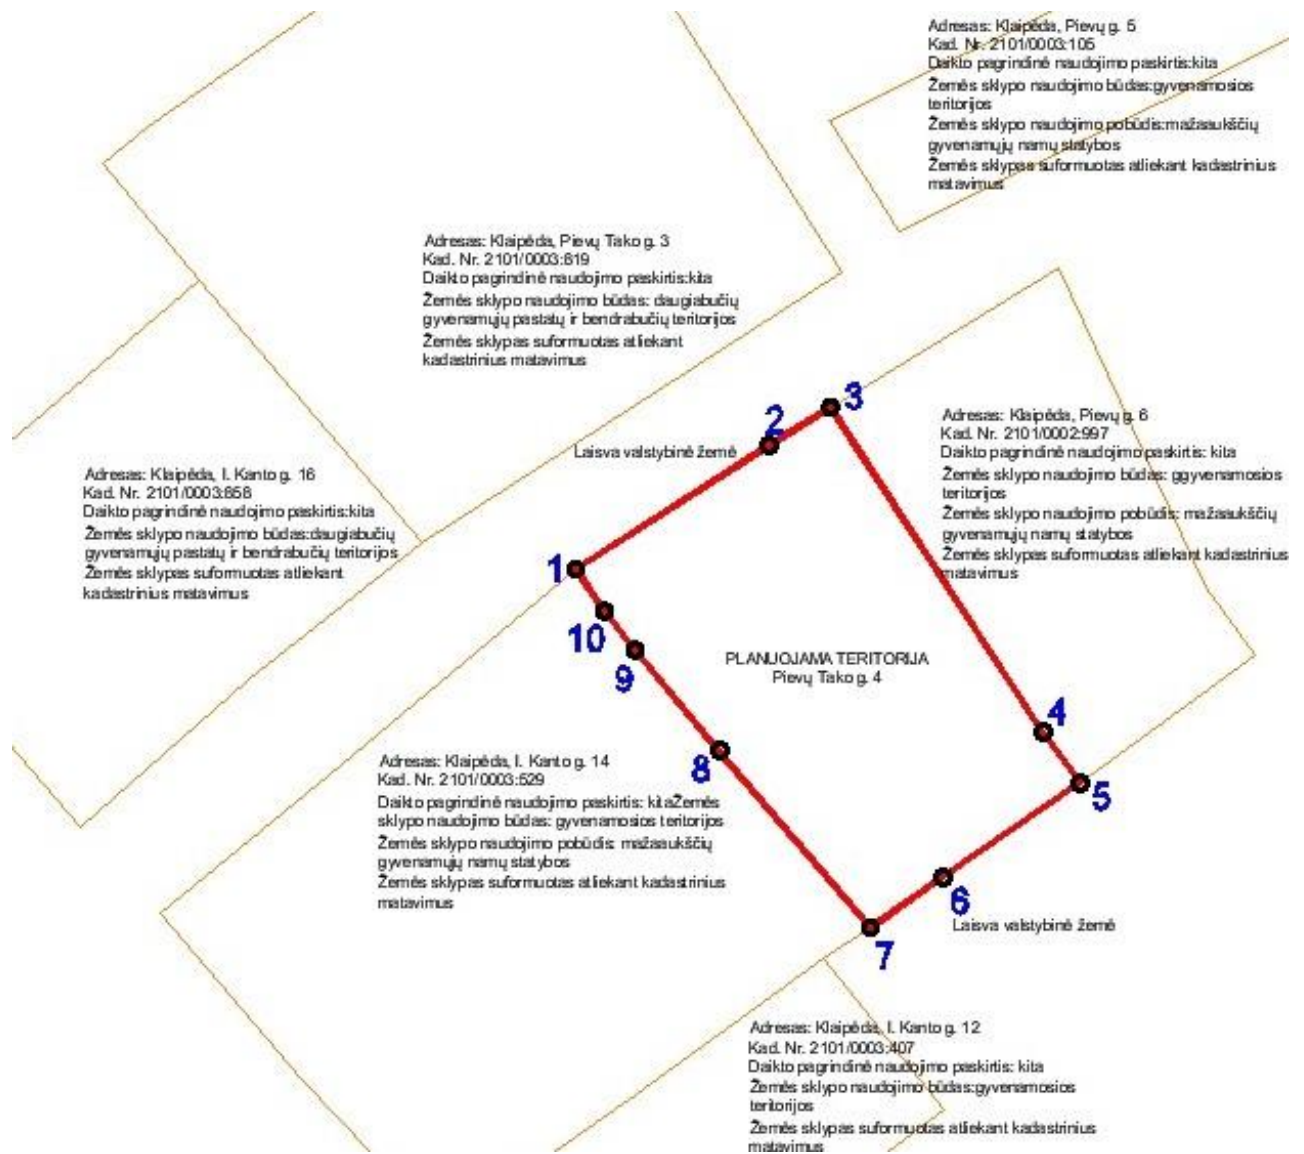 Adresas: Klaipėda, Pievų g. 5
Kad. Nr. 2101/0003:105
Daikto pagrindinė naudojimo paskirtis:kita
Žemės sklypo naudojimo būdas:gyvenamosios
teritorijos
Žemės sklypo naudojimo pobūdis:mažaaukščių
gyvenamųjų namų statybos
Žemės sklypas suformuotas atliekant kadastrinius
matavimus
Adresas: Klaipėda, Pievų Tako g. 3
Kad. Nr. 2101/0003:819
Daikto pagrindinė naudojimo paskirtis:kita
Žemės sklypo naudojimo būdas: daugiabučių
gyvenamųjų pastatų ir bendrabučių teritorijos
Žemės sklypas suformuotas atliekant
kadastrinius matavimus
Adresas: Klaipėda, Pievų g. 6
Kad. Nr. 2101/0002:997
Daikto pagrindinė naudojimo paskirtis: kita
Žemės sklypo naudojimo būdas: ggyvenamosios
teritorijos
Žemės sklypo naudojimo pobūdis: mažaaukščių
gyvenamųjų namų statybos
Žemės sklypas suformuotas atliekant kadastrinius
matavimus
Laisva valstybinė žemė
Adresas: Klaipėda, I. Kanto g. 16
Kad. Nr. 2101/0003:858
Daikto pagrindinė naudojimo paskirtis:kita
Žemės sklypo naudojimo būdas:daugiabučių
gyvenamųjų pastatų ir bendrabučių teritorijos
Žemės sklypas suformuotas atliekant
kadastrinius matavimus
1
2
3
4
5
6
7
8
9
10
PLANUOJAMA TERITORIJA
Pievų Tako g. 4
Adresas: Klaipėda, I. Kanto g. 14
Kad. Nr. 2101/0003:529
Daikto pagrindinė naudojimo paskirtis: kitaŽemės
sklypo naudojimo būdas: gyvenamosios teritorijos
Žemės sklypo naudojimo pobūdis: mažaaukščių
gyvenamųjų namų statybos
Žemės sklypas suformuotas atliekant kadastrinius
matavimus
Laisva valstybinė žemė
Adresas: Klaipėda, I. Kanto g. 12
Kad. Nr. 2101/0003:407
Daikto pagrindinė naudojimo paskirtis: kita
Žemės sklypo naudojimo būdas:gyvenamosios
teritorijos
Žemės sklypas suformuotas atliekant kadastrinius
matavimus